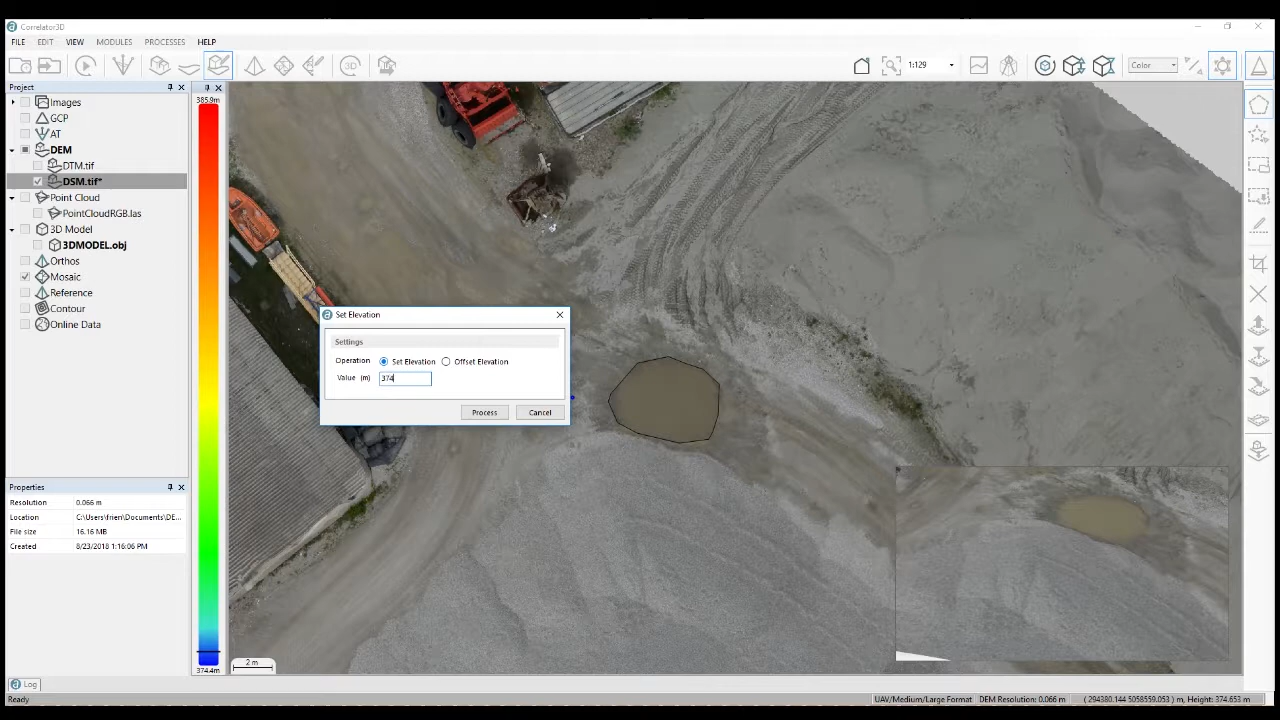 Correlator3D
FILE EDIT VIEW MODULES PROCESSES HELP
3D
1:129
Color
Project
385.9m
Images
GCP
AT
DEM
DTM.tif
DSM.tif*
Point Cloud
PointCloudRGB.las
3D Model
3DMODEL.obj
Orthos
Mosaic
Reference
Contour
Online Data
Set Elevation
Settings
Operation Set Elevation Offset Elevation
Value (m) 374
Process Cancel
Properties
Resolution 0.066 m
Location C:\Users\frien\Documents\DE...
File size 16.16 MB
Created 8/23/2018 1:16:06 PM
374.4m
2 m
Log
Ready
UAV/Medium/Large Format DEM Resolution: 0.066 m ( 294380.144 5058559.053 ) m, Height: 374.653 m